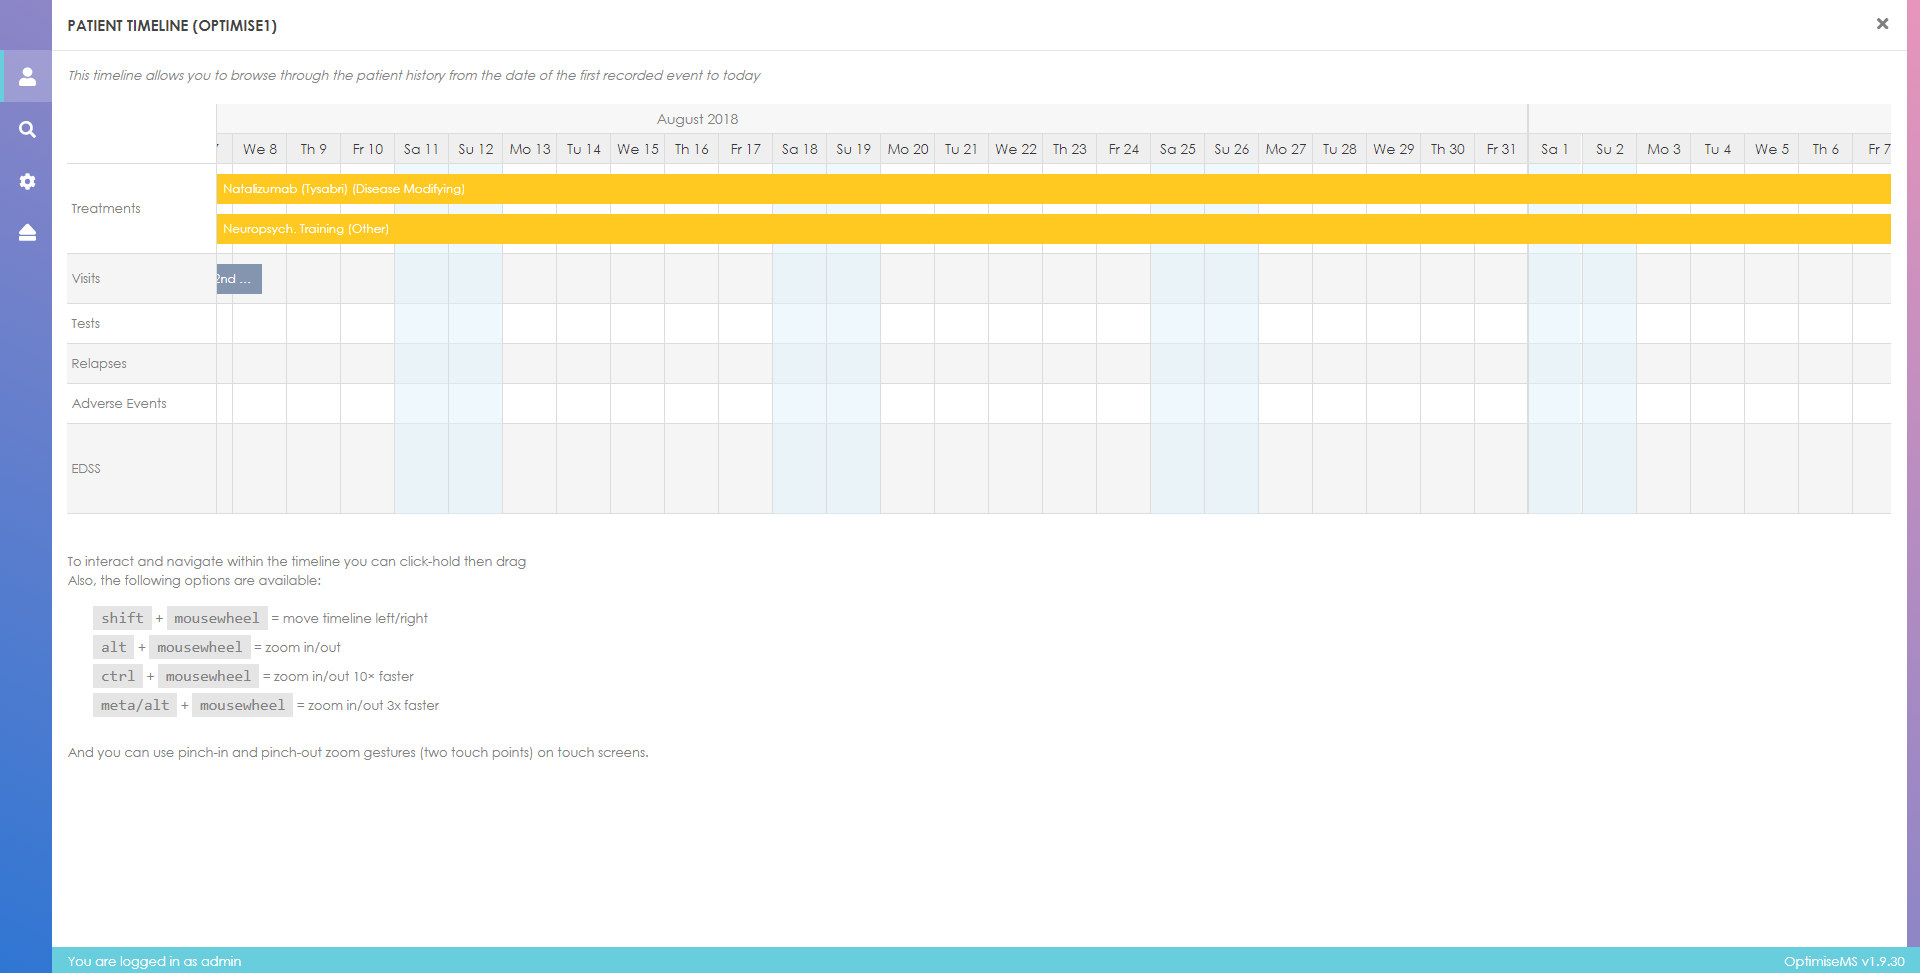 PATIENT TIMELINE (OPTIMISE1)
This timeline allows you to browse through the patient history from the date of the first recorded event to today
August 2018
We 8 Th 9 Fr 10 Sa 11 Su 12 Mo 13 Tu 14 We 15 Th 16 Fr 17 Sa 18 Su 19 Mo 20 Tu 21 We 22 Th 23 Fr 24 Sa 25 Su 26 Mo 27 Tu 28 We 29 Th 30 Fr 31 Sa 1 Su 2 Mo 3 Tu 4 We 5 Th 6 Fr 7
Treatments
Natalizumab (Tysabri) (Disease Modifying)
Neuropsych. Training (Other)
Visits
2nd ...
Tests
Relapses
Adverse Events
EDSS
To interact and navigate within the timeline you can click-hold then drag
Also, the following options are available:
shift + mousewheel = move timeline left/right
alt + mousewheel = zoom in/out
ctrl + mousewheel = zoom in/out 10× faster
meta/alt + mousewheel = zoom in/out 3x faster
And you can use pinch-in and pinch-out zoom gestures (two touch points) on touch screens.
You are logged in as admin
OptimiseMS v1.9.30